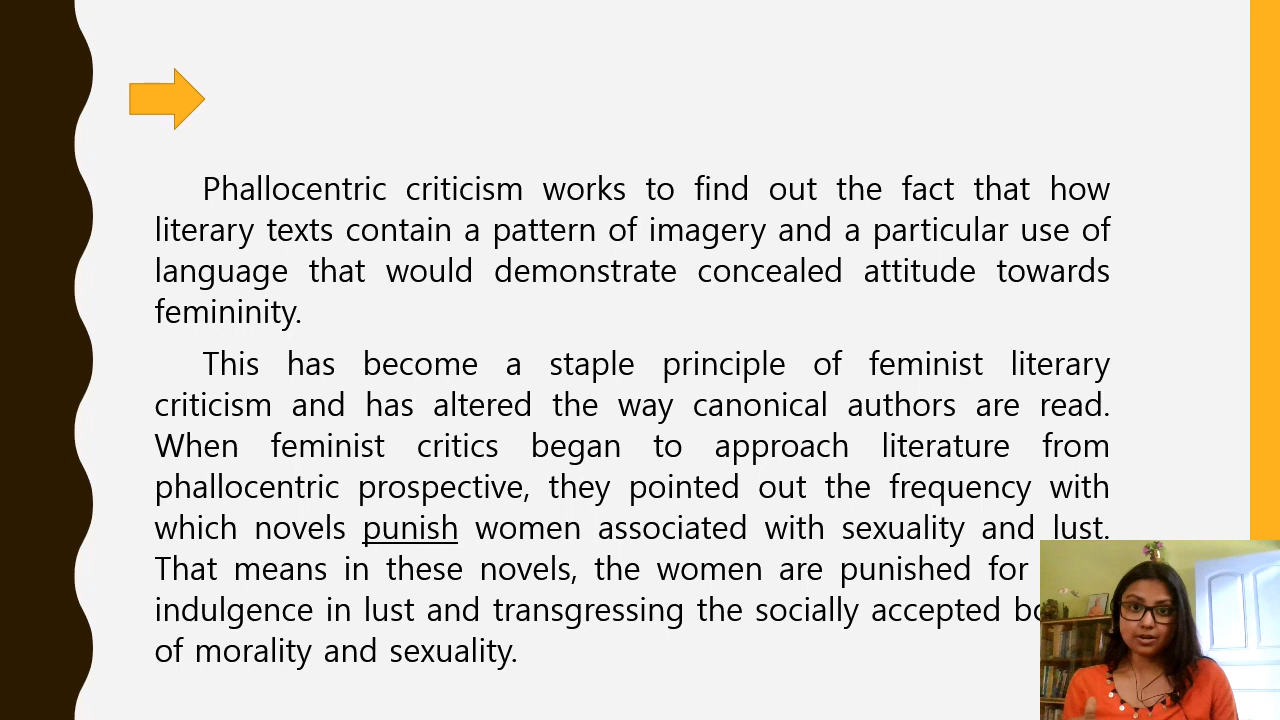 Phallocentric criticism works to find out the fact that how
literary texts contain a pattern of imagery and a particular use of
language that would demonstrate concealed attitude towards
femininity.
This has become a staple principle of feminist literary
criticism and has altered the way canonical authors are read.
When feminist critics began to approach literature from
phallocentric prospective, they pointed out the frequency with
which novels punish women associated with sexuality and lust.
That means in these novels, the women are punished for
indulgence in lust and transgressing the socially accepted
of morality and sexuality.